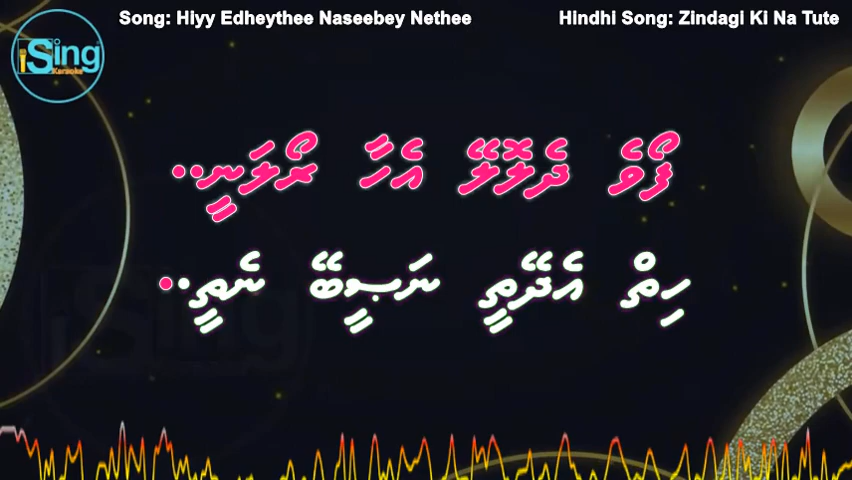 Song: Hiyy Edheythee Naseebey Nethee
Hindhi Song: Zindagi Ki Na Tute
iSing
Karaoke
ފޯވެ ދެލޮލޭ އެހާ ރޯލަނީ..
ހިތް އެދޭތީ ނަސީބޭ ނެތީ..